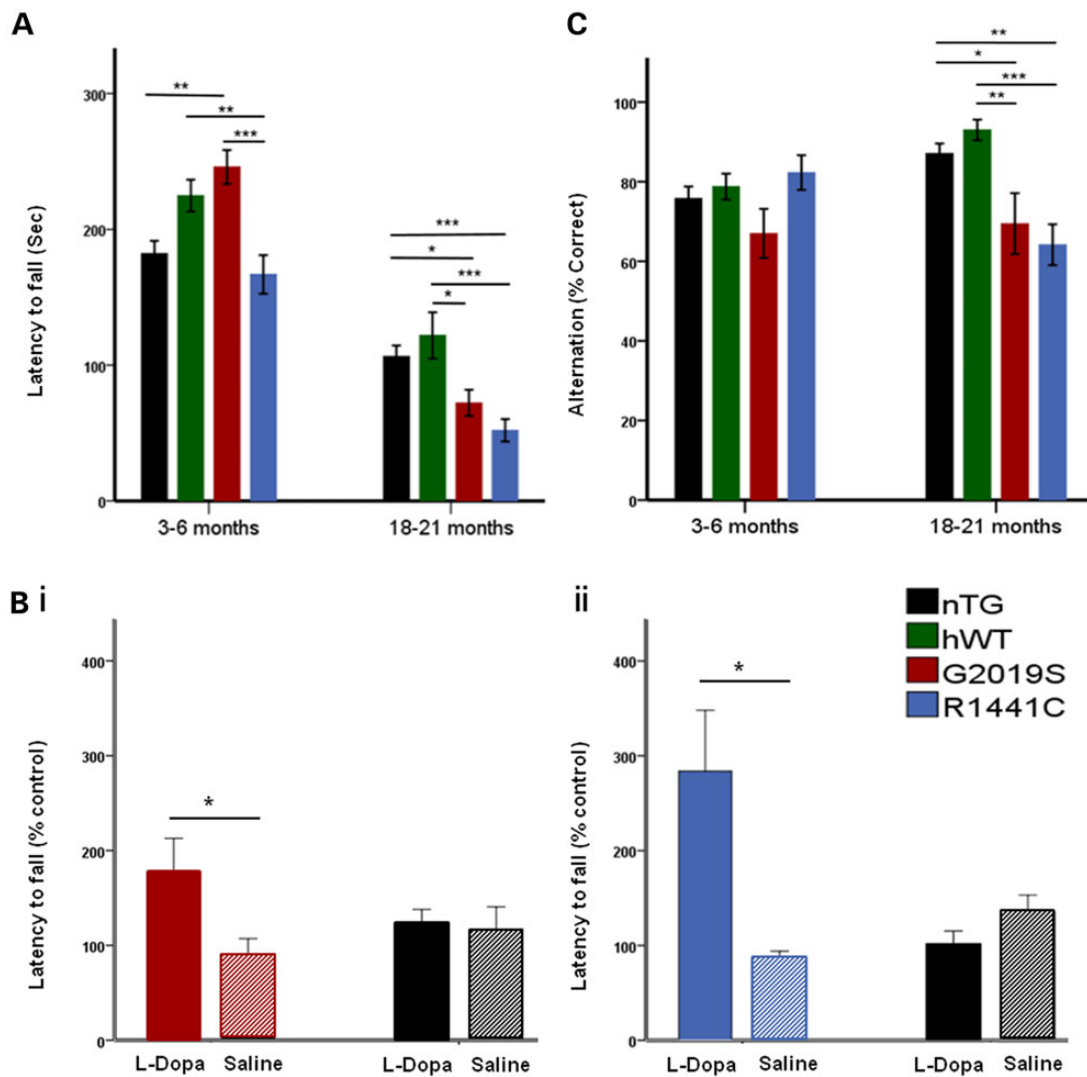 A
Latency to fall (Sec)
300
200
100
0
**
**
***
***
*
***
*
3-6 months
18-21 months
C
Alternation (% Correct)
100
80
60
40
20
0
**
*
***
**
3-6 months
18-21 months
B i
Latency to fall (% control)
400
300
200
100
0
*
L-Dopa Saline
L-Dopa Saline
ii
Latency to fall (% control)
400
300
200
100
0
*
L-Dopa Saline
L-Dopa Saline
nTG
hWT
G2019S
R1441C